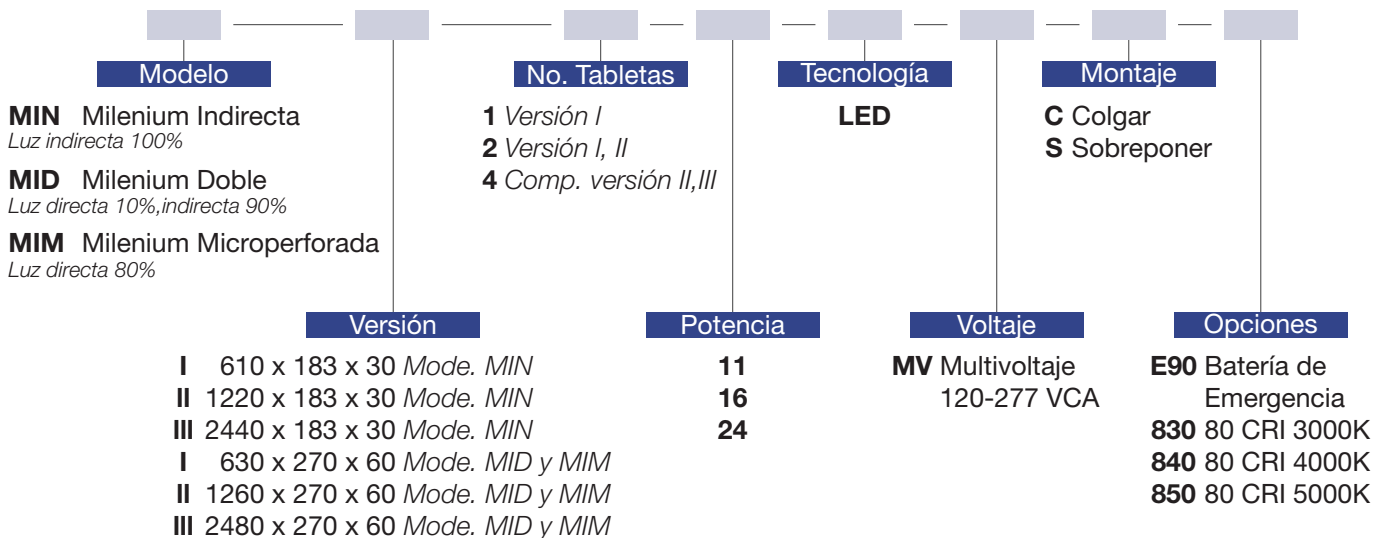 Modelo
MIN Milenium Indirecta
Luz indirecta 100%
MID Milenium Doble
Luz directa 10%,indirecta 90%
MIM Milenium Microperforada
Luz directa 80%
No. Tabletas
1 Versión I
2 Versión I, II
4 Comp. versión II,III
Tecnología
LED
Montaje
C Colgar
S Sobreponer
Versión
I 610 x 183 x 30 Mode. MIN
II 1220 x 183 x 30 Mode. MIN
III 2440 x 183 x 30 Mode. MIN
I 630 x 270 x 60 Mode. MID y MIM
II 1260 x 270 x 60 Mode. MID y MIM
III 2480 x 270 x 60 Mode. MID y MIM
Potencia
11
16
24
Voltaje
MV Multivoltaje
120-277 VCA
Opciones
E90 Batería de
Emergencia
830 80 CRI 3000K
840 80 CRI 4000K
850 80 CRI 5000K